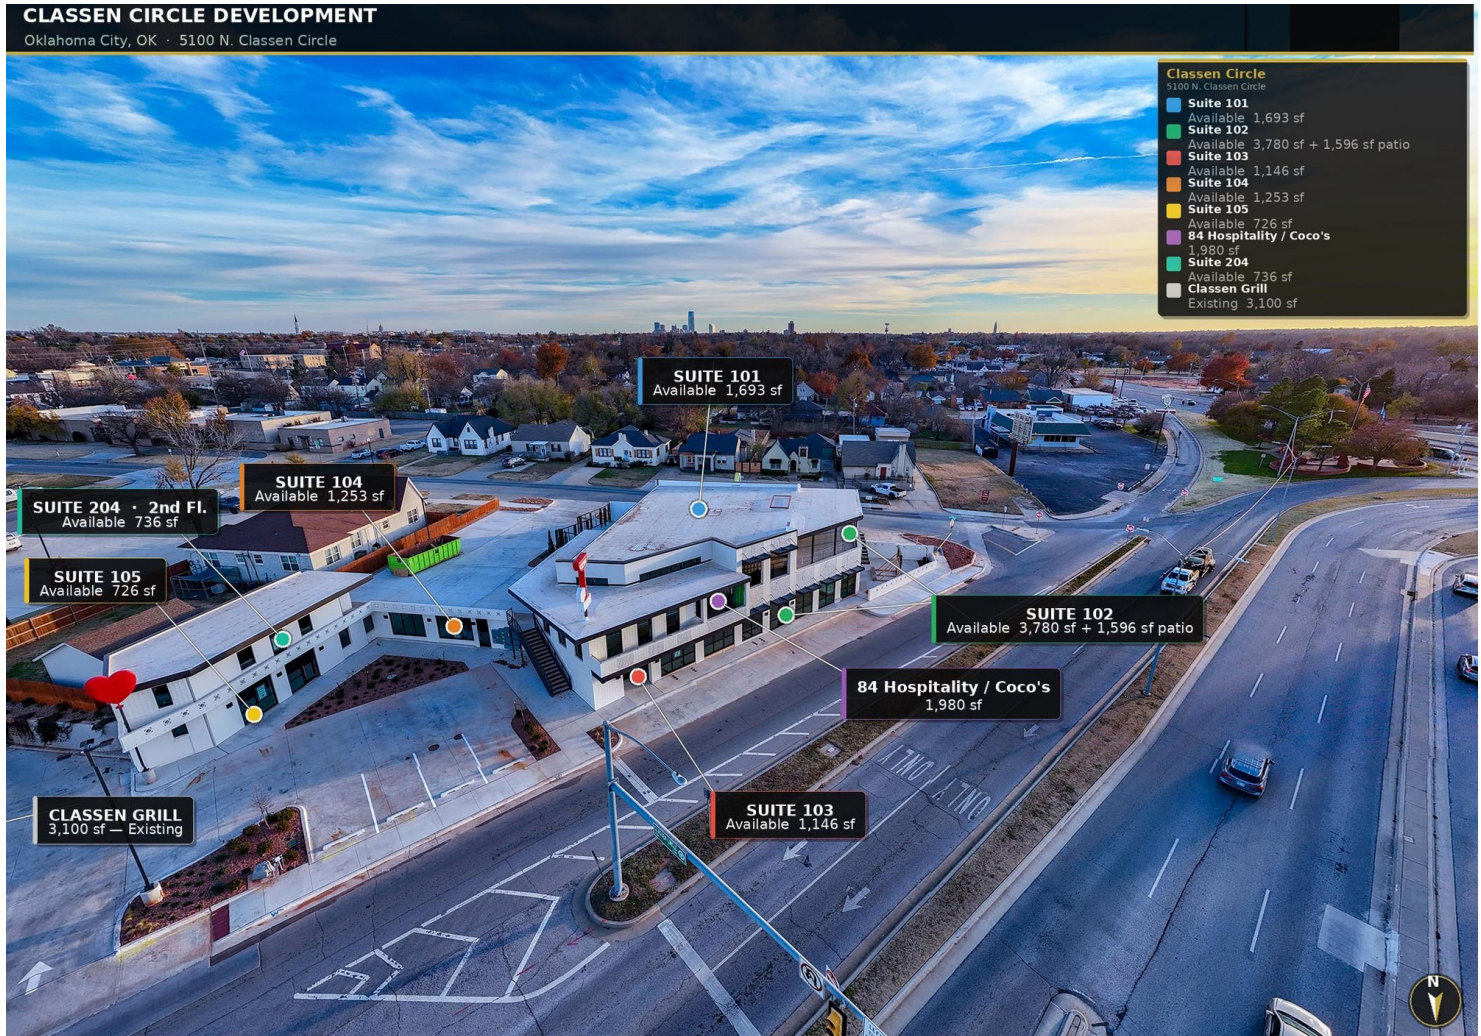 CLASSEN CIRCLE DEVELOPMENT
Oklahoma City, OK · 5100 N. Classen Circle
Classen Circle
5100 N. Classen Circle
Suite 101
Available 1,693 sf
Suite 102
Available 3,780 sf + 1,596 sf patio
Suite 103
Available 1,146 sf
Suite 104
Available 1,253 sf
Suite 105
Available 726 sf
84 Hospitality / Coco's
1,980 sf
Suite 204
Available 736 sf
Classen Grill
Existing 3,100 sf
SUITE 101
Available 1,693 sf
SUITE 104
Available 1,253 sf
SUITE 204 · 2nd Fl.
Available 736 sf
SUITE 105
Available 726 sf
SUITE 102
Available 3,780 sf + 1,596 sf patio
84 Hospitality / Coco's
1,980 sf
SUITE 103
Available 1,146 sf
CLASSEN GRILL
3,100 sf — Existing
ONLY
ONLY
N